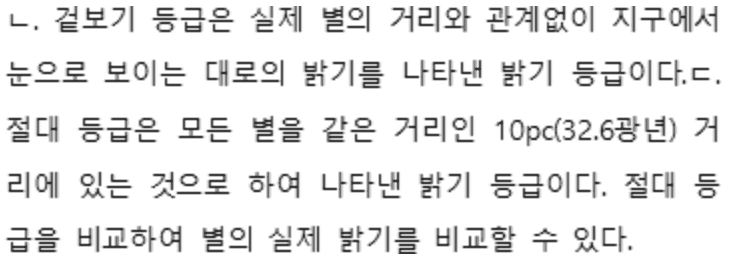 ㄴ. 겉보기 등급은 실제 별의 거리와 관계없이 지구에서
눈으로 보이는 대로의 밝기를 나타낸 밝기 등급이다.ㄷ.
절대 등급은 모든 별을 같은 거리인 10pc(32.6광년) 거
리에 있는 것으로 하여 나타낸 밝기 등급이다. 절대 등
급을 비교하여 별의 실제 밝기를 비교할 수 있다.